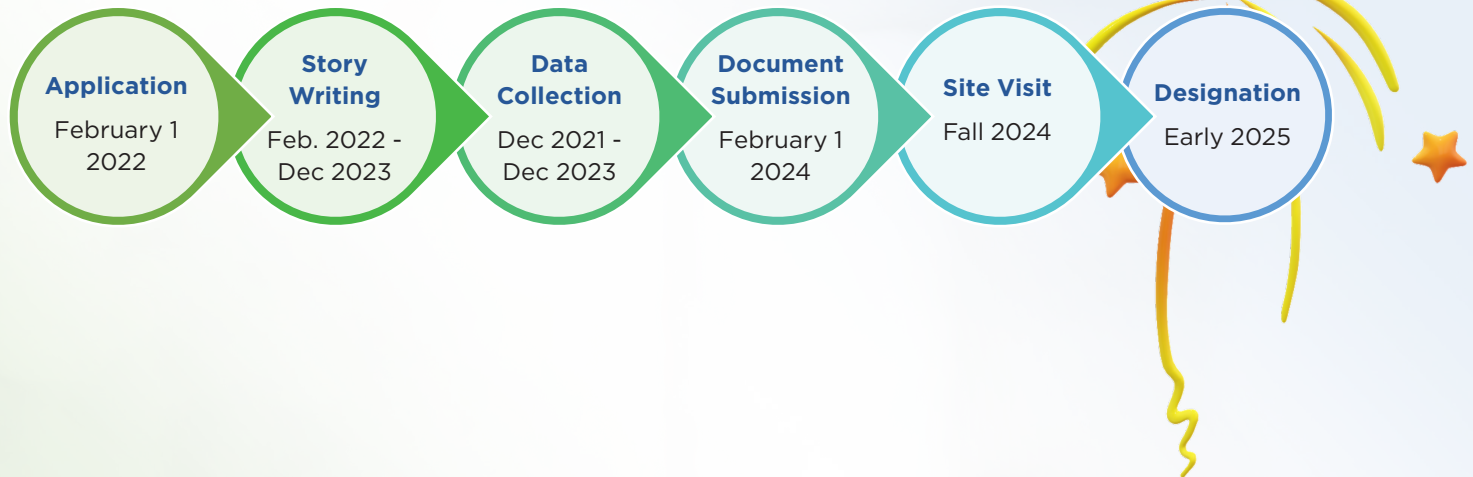 Application
February 1
2022
Story
Writing
Feb. 2022 -
Dec 2023
Data
Collection
Dec 2021 -
Dec 2023
Document
Submission
February 1
2024
Site Visit
Fall 2024
Designation
Early 2025